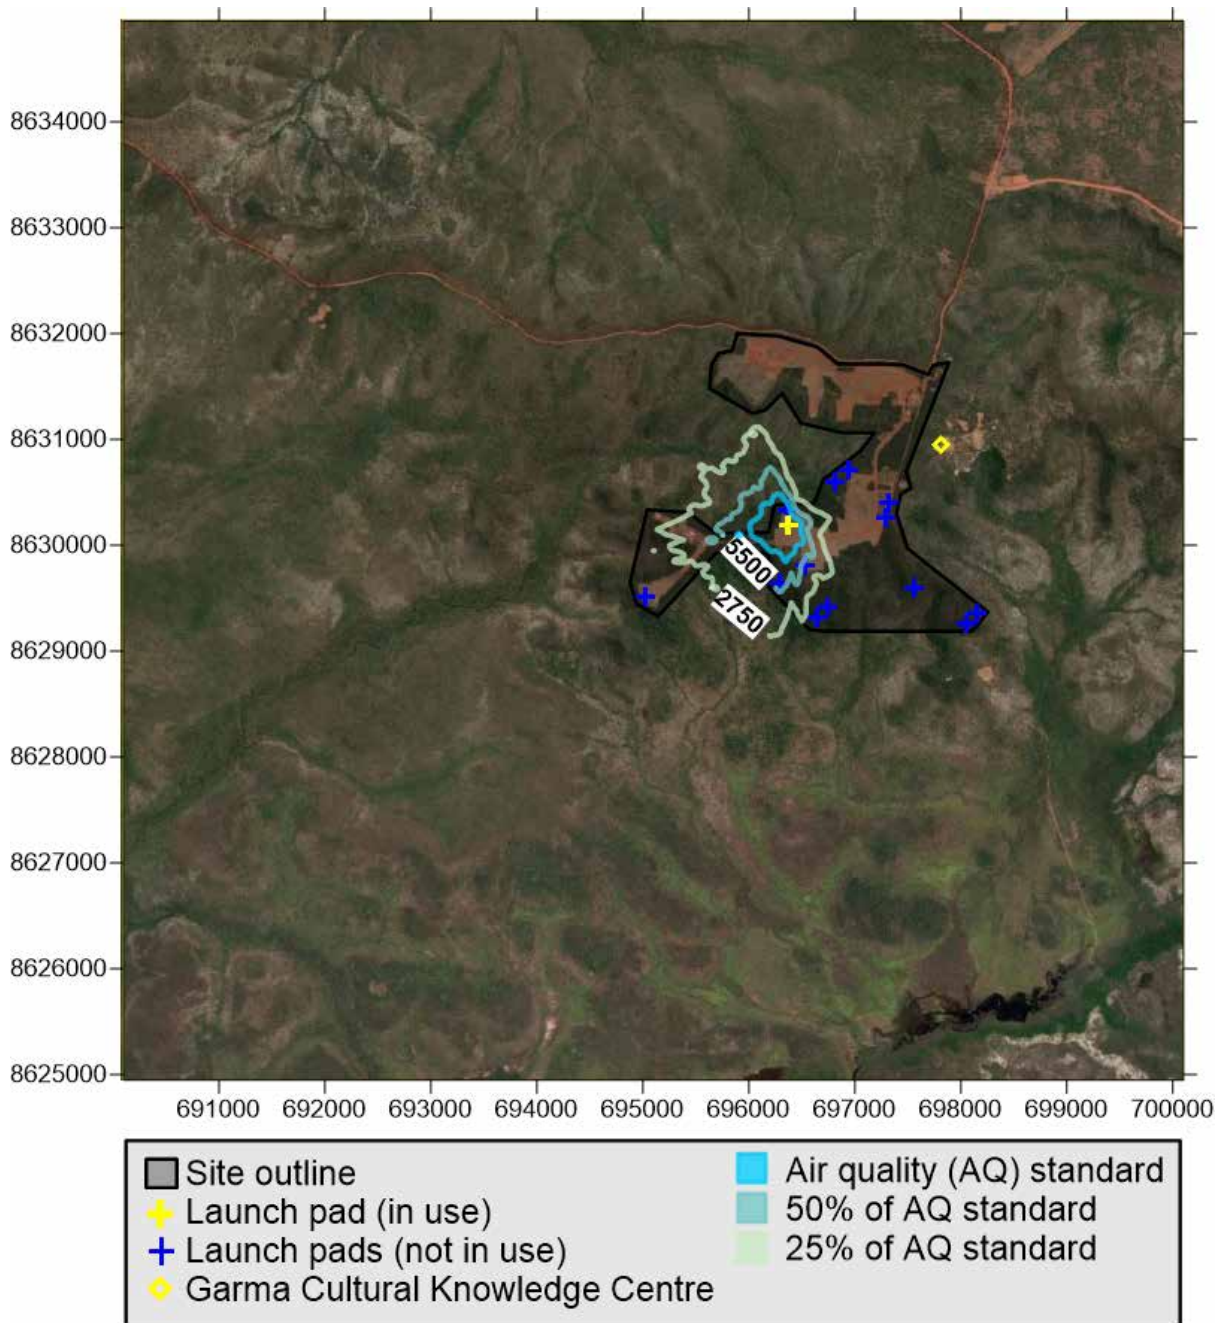 8634000
8633000
8632000
8631000
8630000
8629000
8628000
8627000
8626000
8625000
5500
2750
691000 692000 693000 694000 695000 696000 697000 698000 699000 700000
Site outline
Launch pad (in use)
Launch pads (not in use)
Garma Cultural Knowledge Centre
Air quality (AQ) standard
50% of AQ standard
25% of AQ standard